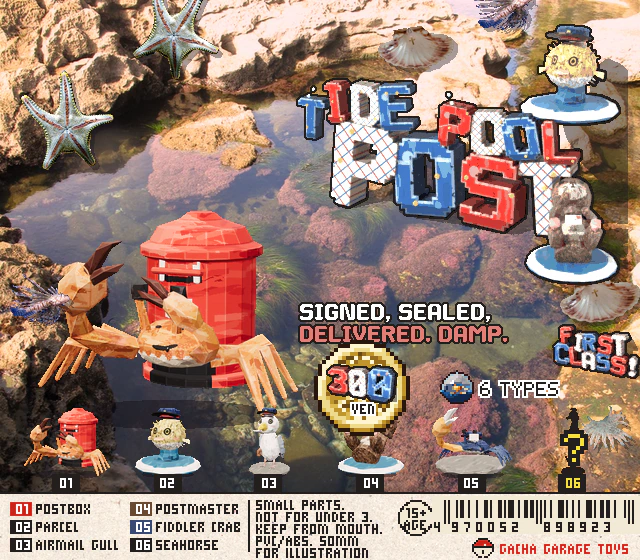 TIDE POOL
POST
SIGNED, SEALED,
DELIVERED. DAMP.
FIRST
CLASS!
300
YEN
6 TYPES
?
01
02
03
04
05
06
01 POSTBOX
02 PARCEL
03 AIRMAIL GULL
04 POSTMASTER
05 FIDDLER CRAB
06 SEAHORSE
SMALL PARTS.
NOT FOR UNDER 3.
KEEP FROM MOUTH.
PVC/ABS. 50MM
FOR ILLUSTRATION
15+
AGE
4 970052 898923
GACHA GARAGE TOYS